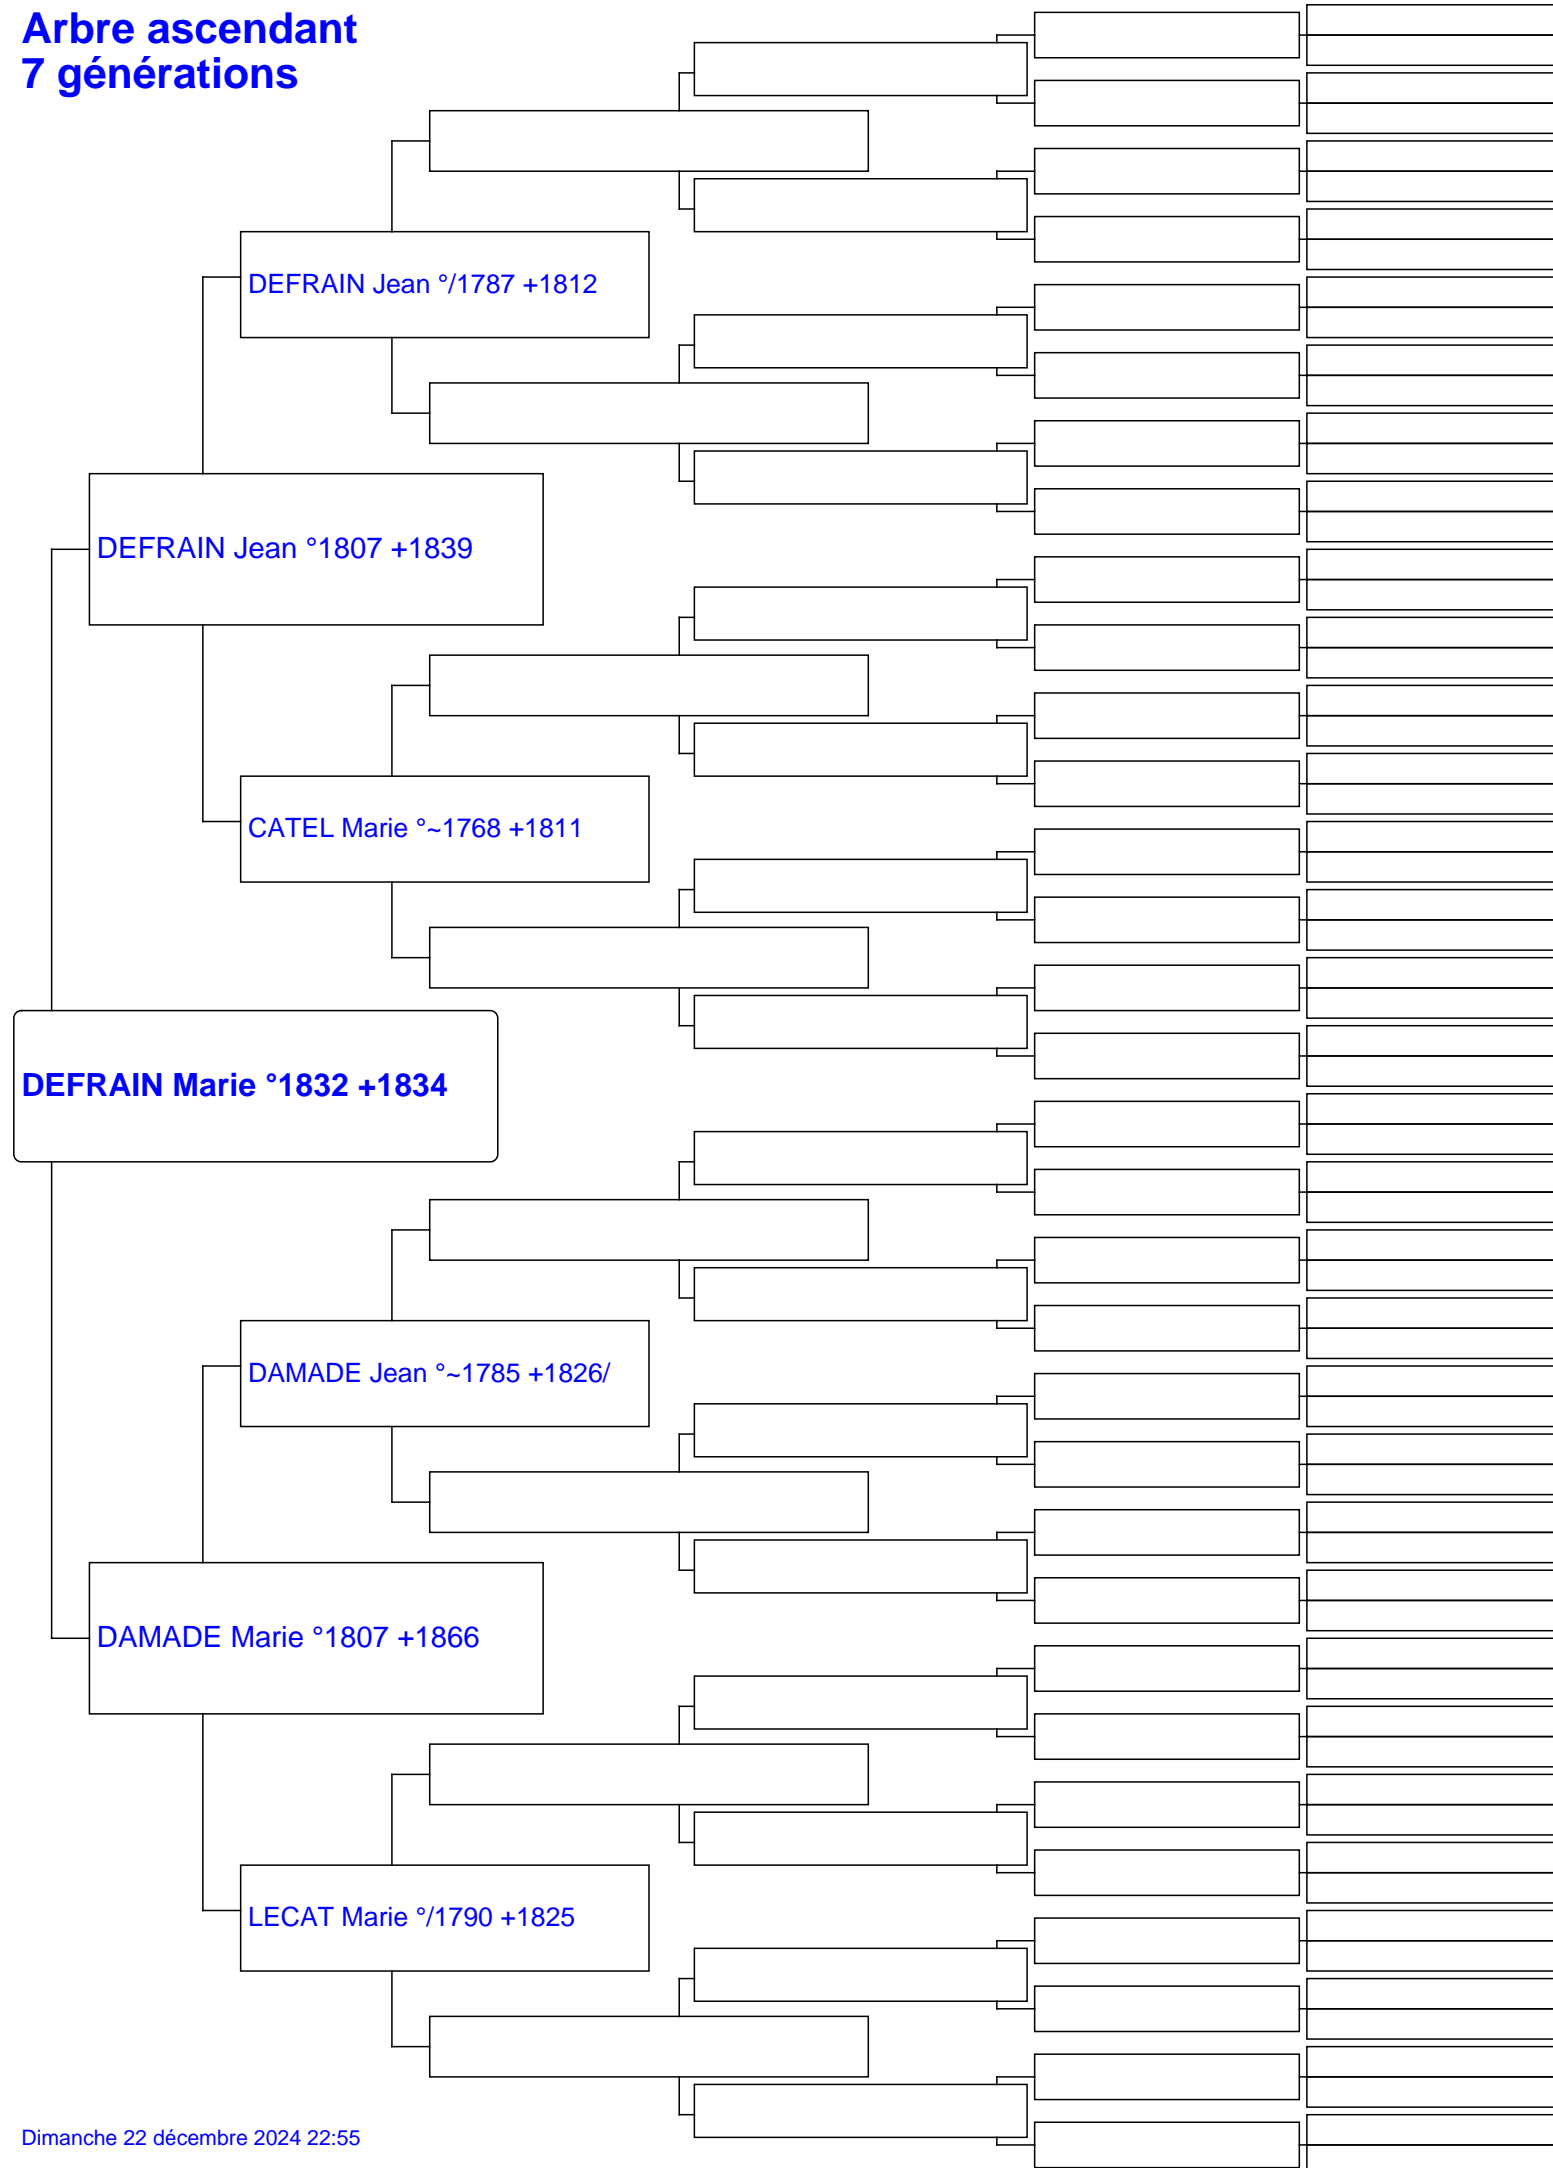 Arbre ascendant
7 générations
DEFRAIN Jean °/1787 +1812
DEFRAIN Jean °1807 +1839
CATEL Marie °~1768 +1811
DEFRAIN Marie °1832 +1834
DAMADE Jean °~1785 +1826/
DAMADE Marie °1807 +1866
LECAT Marie °/1790 +1825
Dimanche 22 décembre 2024 22:55